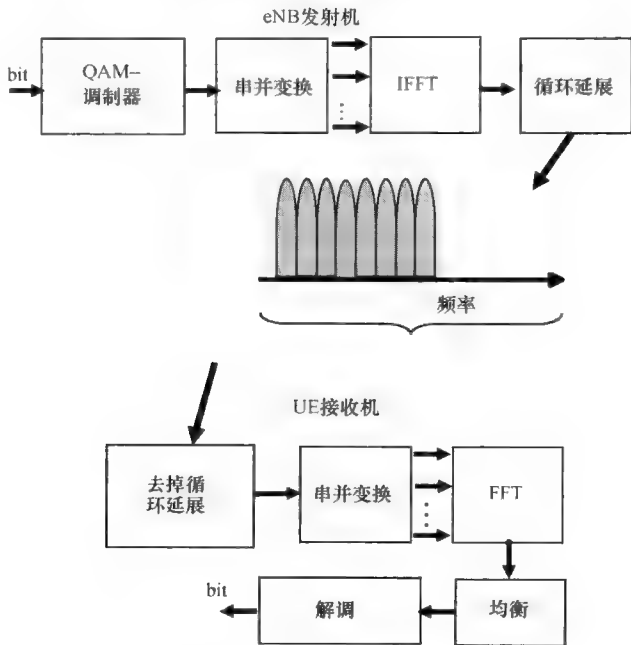 eNB发射机
bit
QAM–
调制器
串并变换
⋮
IFFT
循环延展
频率
UE接收机
去掉循
环延展
串并变换
⋮
FFT
bit
解调
均衡